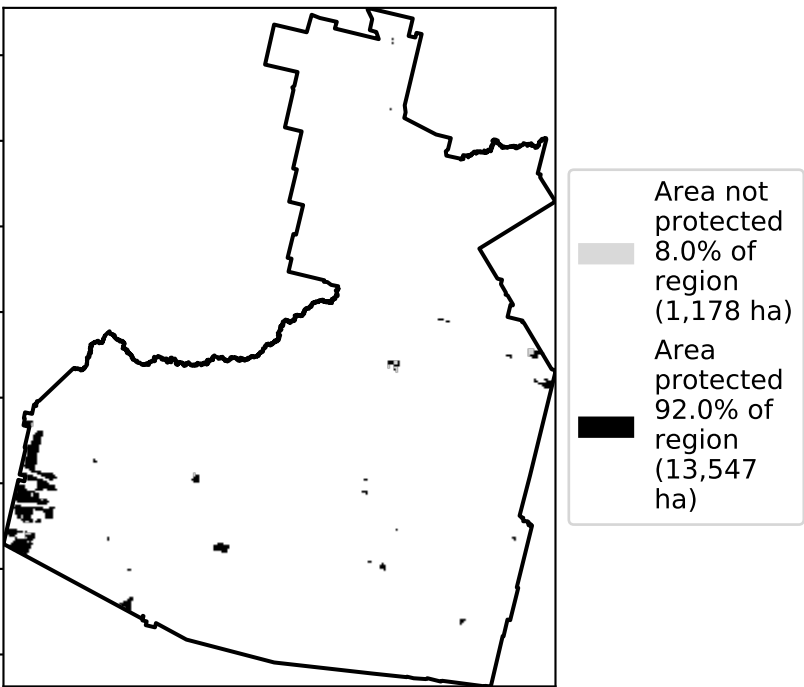 Area not
protected
8.0% of
region
(1,178 ha)
Area
protected
92.0% of
region
(13,547
ha)